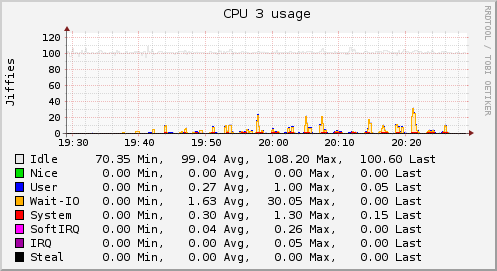 CPU 3 usage
RRDTOOL / TOBI OETIKER
Jiffies
120
100
80
60
40
20
0
19:30 19:40 19:50 20:00 20:10 20:20
Idle 70.35 Min, 99.04 Avg, 108.20 Max, 100.60 Last
Nice 0.00 Min, 0.00 Avg, 0.00 Max, 0.00 Last
User 0.00 Min, 0.27 Avg, 1.00 Max, 0.05 Last
Wait-IO 0.00 Min, 1.63 Avg, 30.05 Max, 0.00 Last
System 0.00 Min, 0.30 Avg, 1.30 Max, 0.15 Last
SoftIRQ 0.00 Min, 0.04 Avg, 0.26 Max, 0.00 Last
IRQ 0.00 Min, 0.00 Avg, 0.05 Max, 0.00 Last
Steal 0.00 Min, 0.00 Avg, 0.00 Max, 0.00 Last